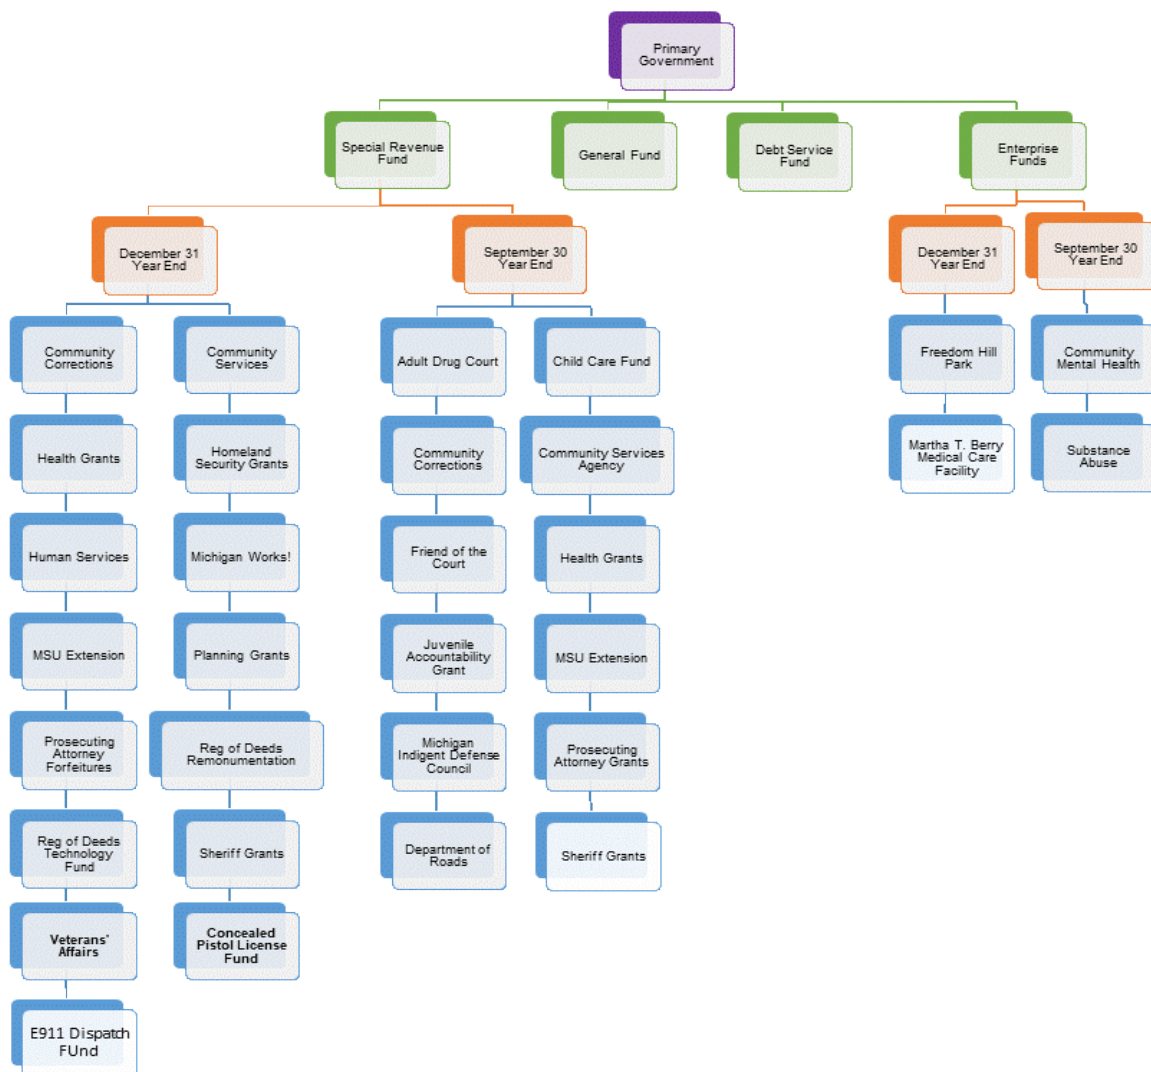 Primary
Government
Special Revenue
Fund
General Fund
Debt Service
Fund
Enterprise
Funds
December 31
Year End
September 30
Year End
December 31
Year End
September 30
Year End
Community
Corrections
Community
Services
Adult Drug Court
Child Care Fund
Freedom Hill
Park
Community
Mental Health
Health Grants
Homeland
Security Grants
Community
Corrections
Community Services
Agency
Martha T. Berry
Medical Care
Facility
Substance
Abuse
Human Services
Michigan Works!
Friend of the
Court
Health Grants
MSU Extension
Planning Grants
Juvenile
Accountability
Grant
MSU Extension
Prosecuting
Attorney
Forfeitures
Reg of Deeds
Remonumentation
Michigan
Indigent Defense
Council
Prosecuting
Attorney Grants
Reg of Deeds
Technology
Fund
Sheriff Grants
Department of
Roads
Sheriff Grants
Veterans'
Affairs
Concealed
Pistol License
Fund
E911 Dispatch
FUnd